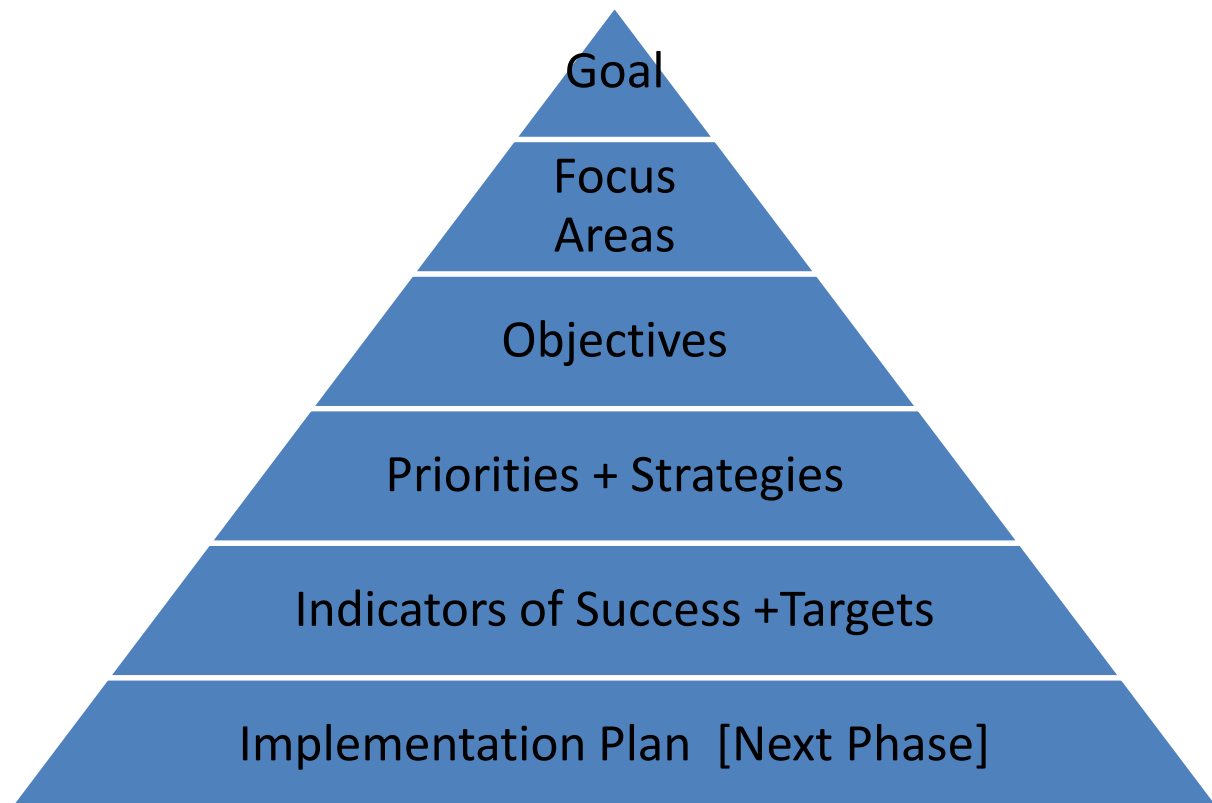 Goal
Focus
Areas
Objectives
Priorities + Strategies
Indicators of Success +Targets
Implementation Plan  [Next Phase]